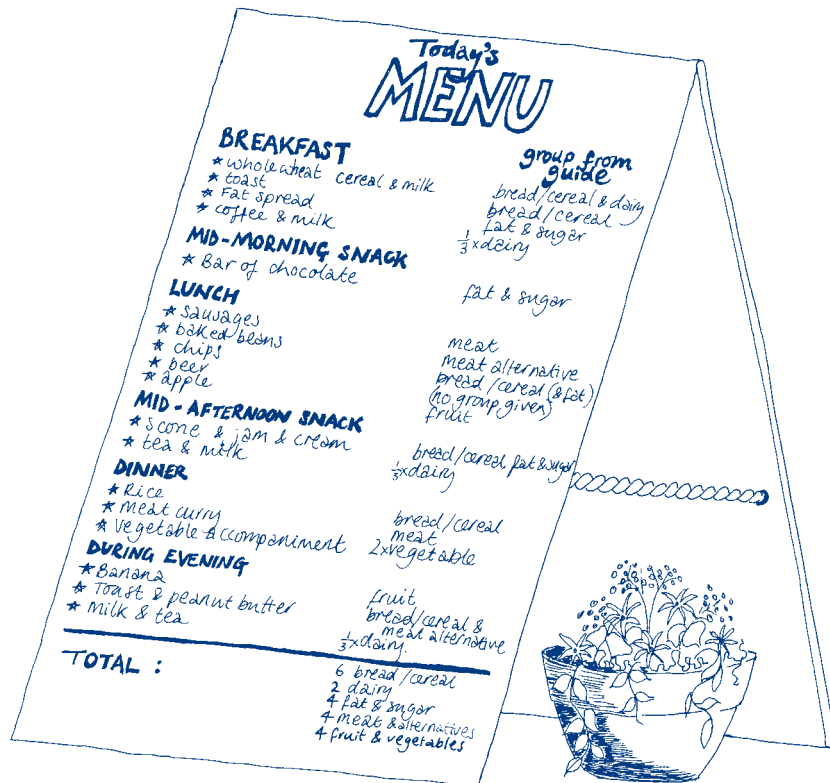 Today's
MENU
BREAKFAST group from guide
★ wholewheat cereal & milk bread/cereal & dairy
★ toast bread/cereal
★ Fat spread fat & sugar
★ coffee & milk 1/3 x dairy
MID-MORNING SNACK
★ Bar of chocolate fat & sugar
LUNCH
★ sausages meat
★ baked beans meat alternative
★ chips bread/cereal (& fat)
★ beer (no group given)
★ apple fruit
MID-AFTERNOON SNACK
★ scone & jam & cream bread/cereal, fat & sugar
★ tea & milk 1/3 x dairy
DINNER
★ Rice bread/cereal
★ meat curry meat
★ Vegetable Accompaniment 2x vegetable
DURING EVENING
★ Banana fruit
★ Toast & peanut butter bread/cereal & meat alternative
★ Milk & tea 1/3 x dairy.
TOTAL : 6 bread/cereal
2 dairy
4 fat & sugar
4 meat & alternatives
4 fruit & vegetables